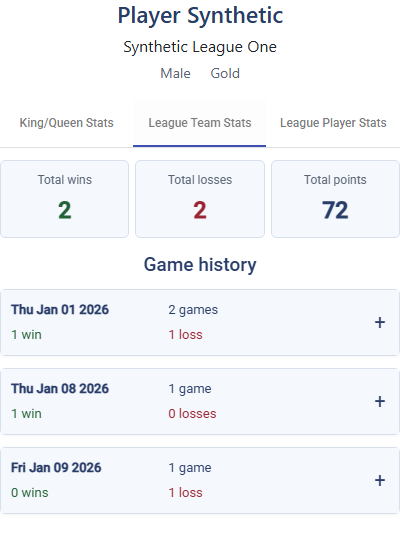 Player Synthetic
Synthetic League One
Male Gold
King/Queen Stats League Team Stats League Player Stats
Total wins Total losses Total points
2 2 72
Game history
Thu Jan 01 2026 2 games
+
1 win 1 loss
Thu Jan 08 2026 1 game
+
1 win 0 losses
Fri Jan 09 2026 1 game
+
0 wins 1 loss